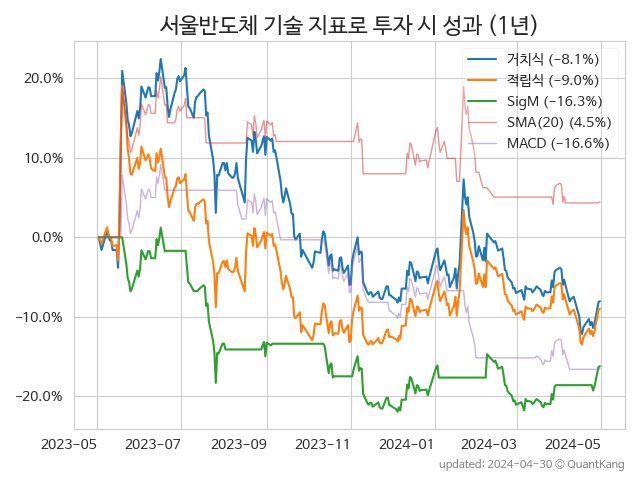 서울반도체 기술 지표로 투자 시 성과 (1년)
거치식 (−8.1%)
적립식 (−9.0%)
SigM (−16.3%)
SMA(20) (4.5%)
MACD (−16.6%)
20.0%
10.0%
0.0%
−10.0%
−20.0%
2023-05 2023-07 2023-09 2023-11 2024-01 2024-03 2024-05
updated: 2024-04-30 © QuantKang